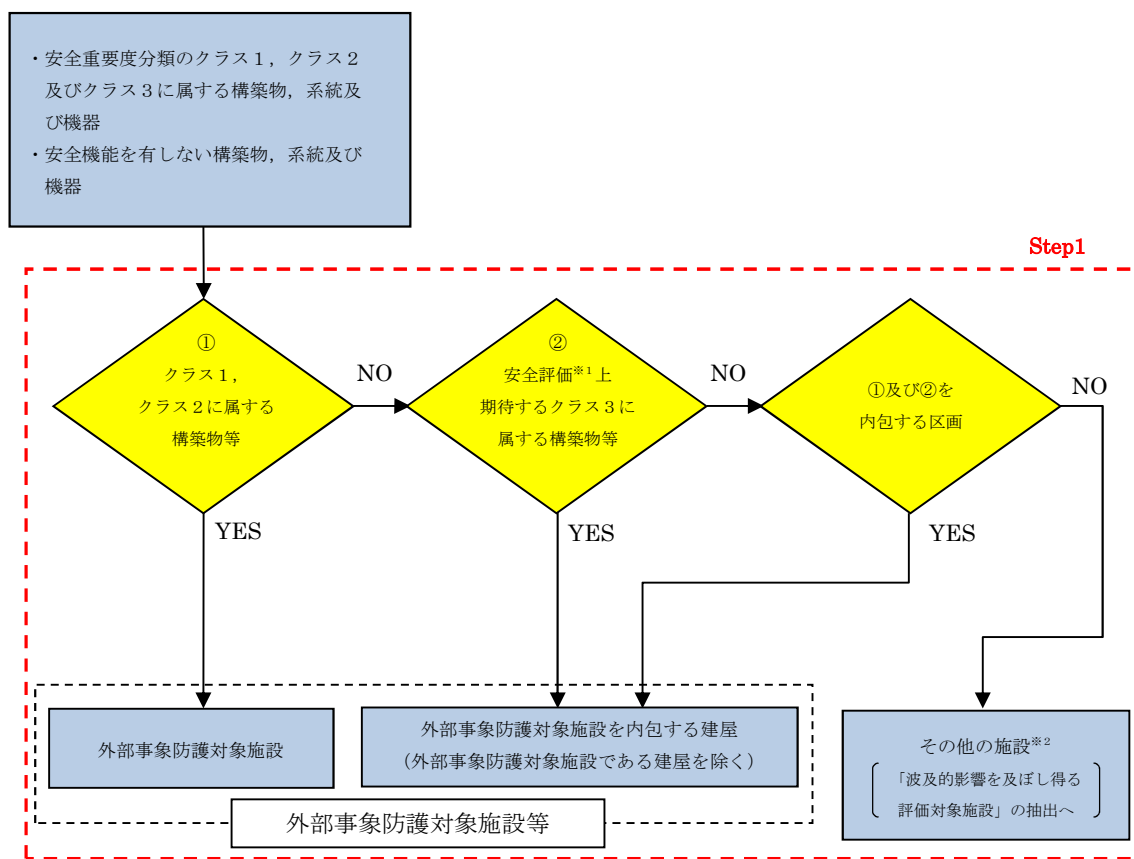 ・安全重要度分類のクラス１，クラス２
及びクラス３に属する構築物，系統及
び機器
・安全機能を有しない構築物，系統及び
機器
Step1
①
クラス１，
クラス２に属する
構築物等
NO
②
安全評価※１上
期待するクラス３に
属する構築物等
NO
①及び②を
内包する区画
NO
YES
YES
YES
外部事象防護対象施設
外部事象防護対象施設を内包する建屋
（外部事象防護対象施設である建屋を除く）
外部事象防護対象施設等
その他の施設※２
「波及的影響を及ぼし得る
評価対象施設」の抽出へ